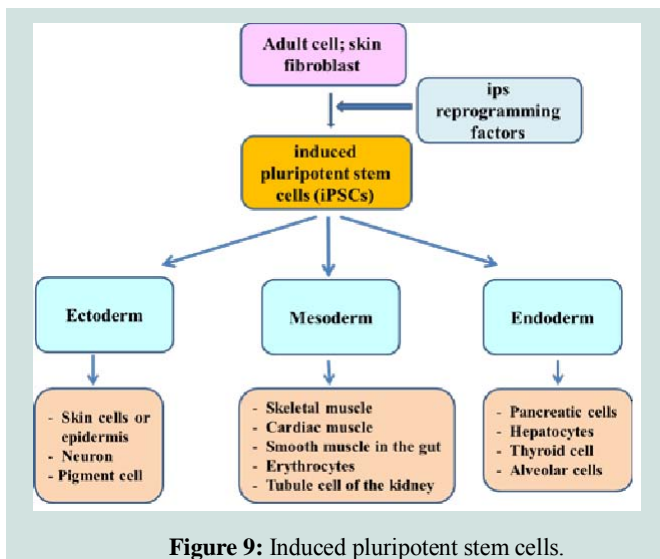 Adult cell; skin
fibroblast
ips
reprogramming
factors
induced
pluripotent stem
cells (iPSCs)
Ectoderm
Mesoderm
Endoderm
- Skin cells or
epidermis
- Neuron
- Pigment cell
- Skeletal muscle
- Cardiac muscle
- Smooth muscle in the gut
- Erythrocytes
- Tubule cell of the kidney
- Pancreatic cells
- Hepatocytes
- Thyroid cell
- Alveolar cells
Figure 9: Induced pluripotent stem cells.